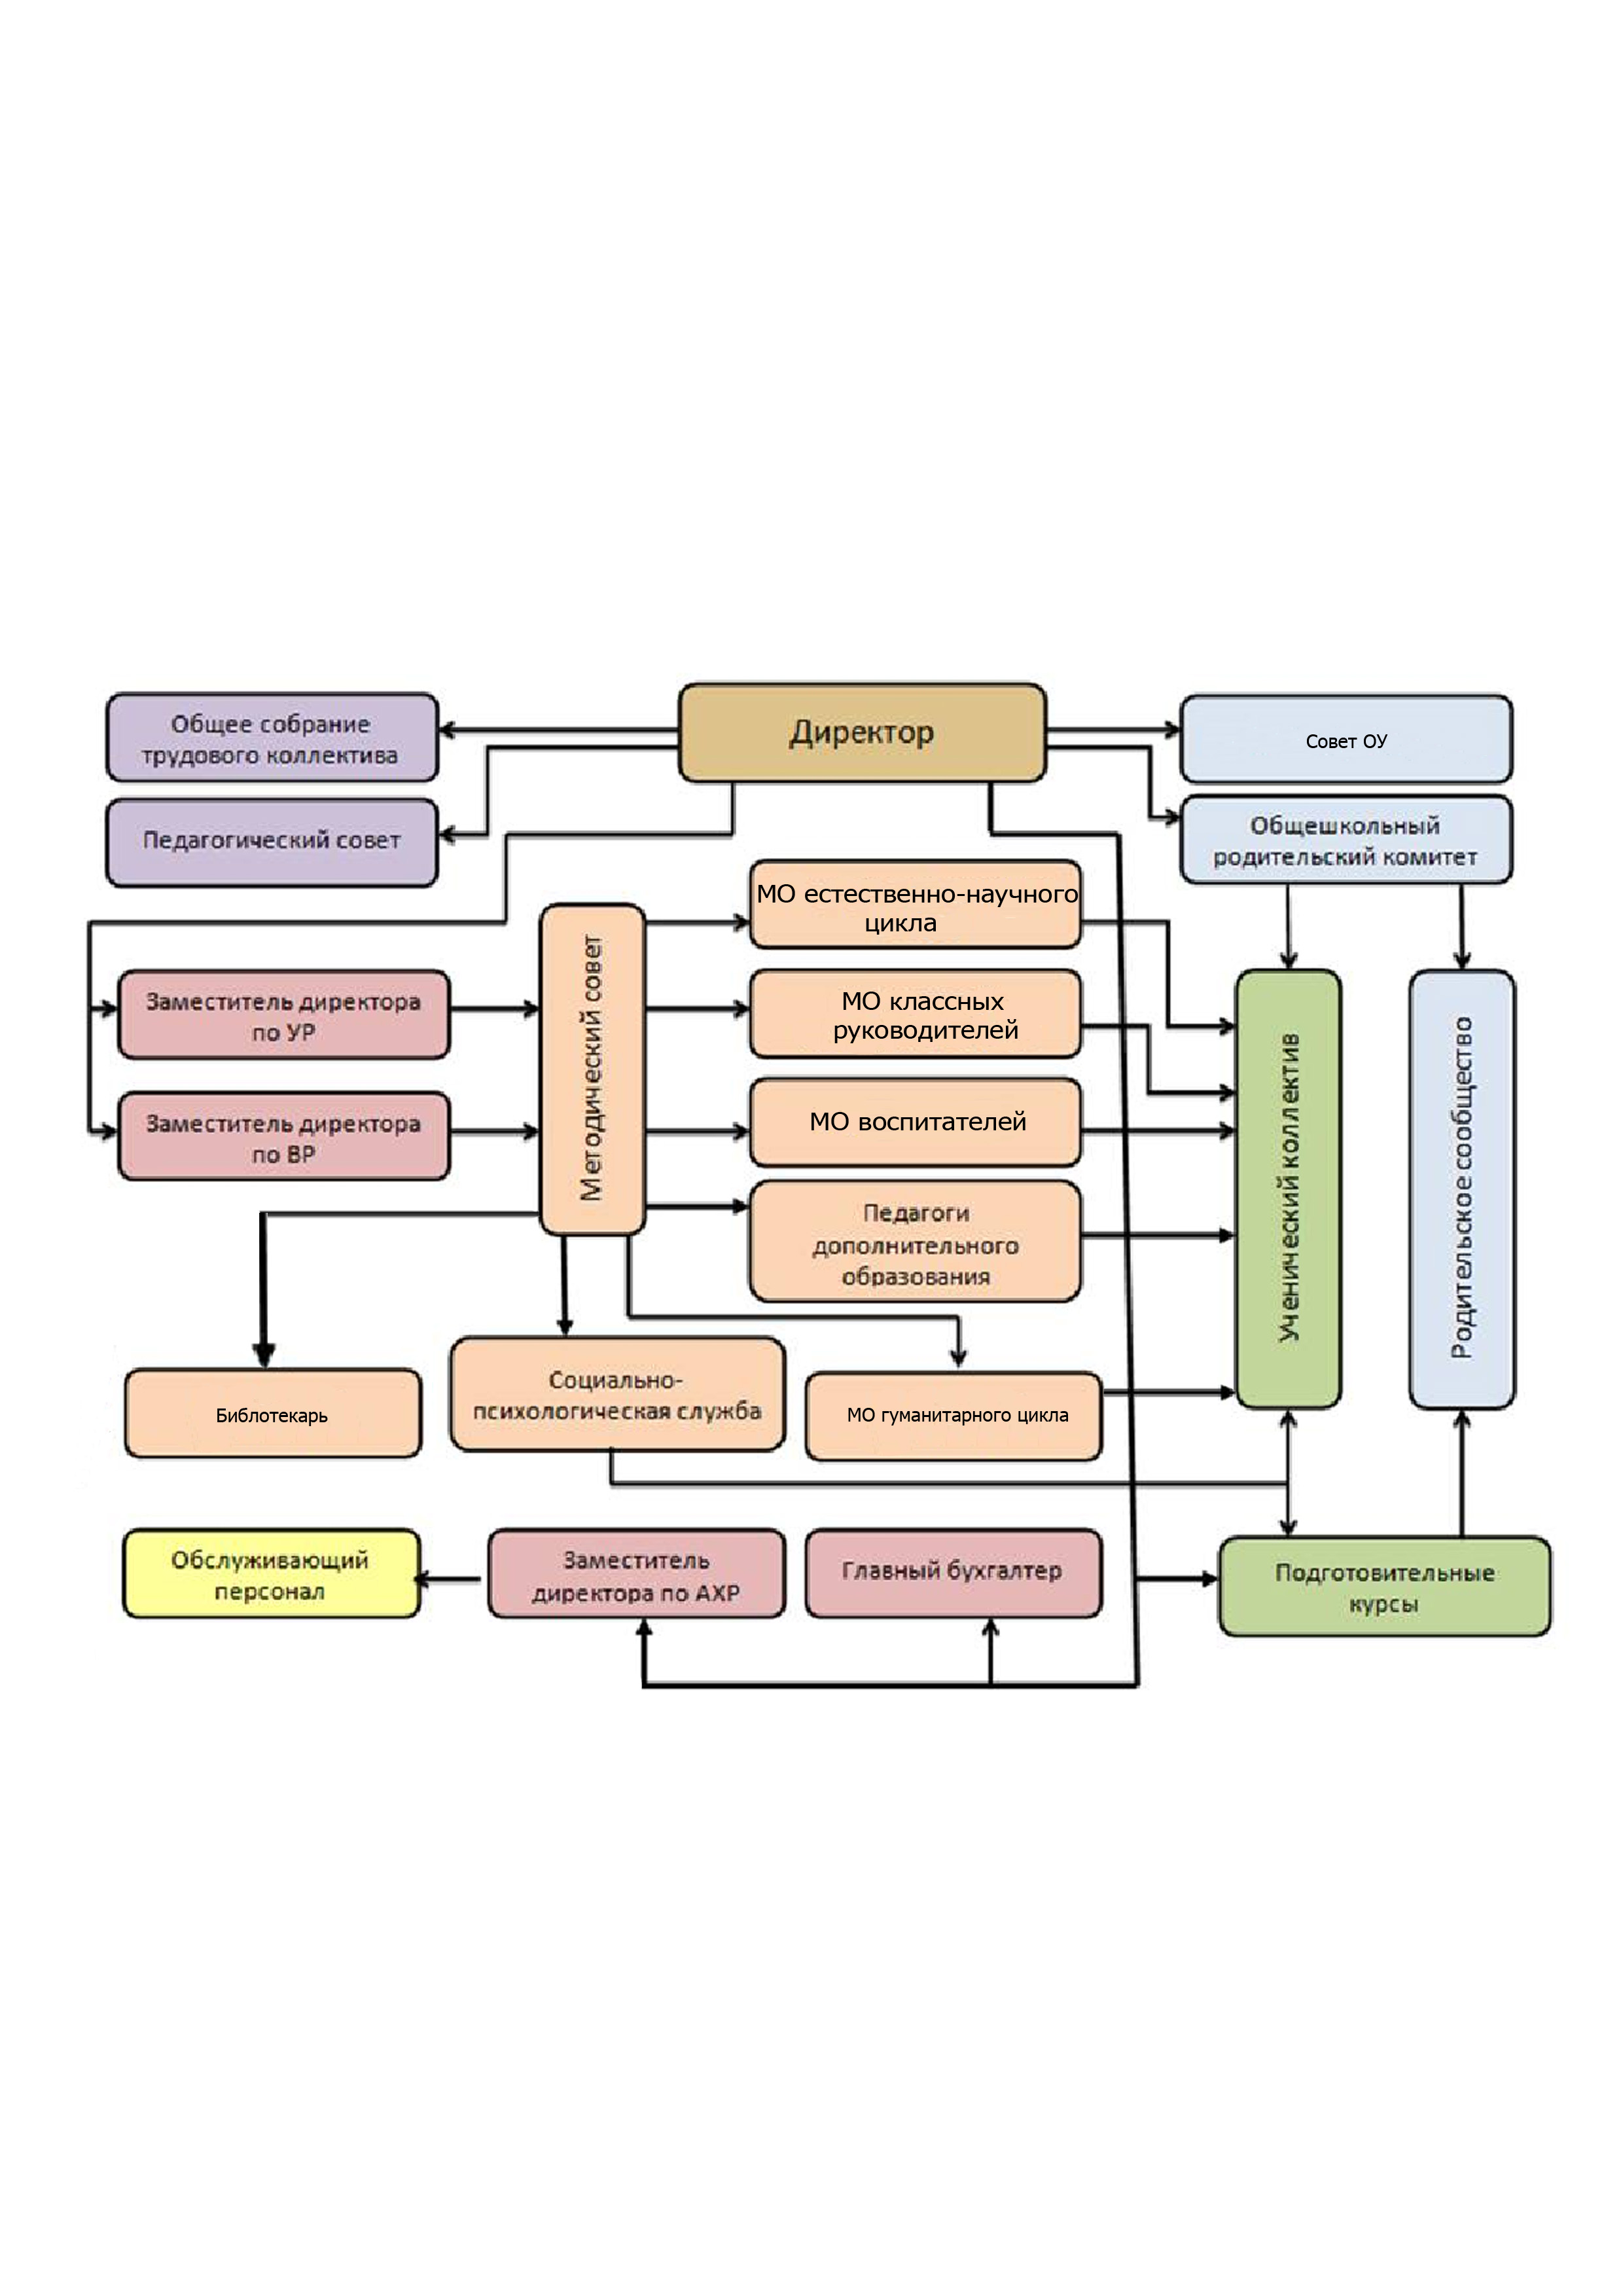 Директор
Общее собрание
трудового коллектива
Совет ОУ
Педагогический совет
Общешкольный
родительский комитет
МО естественно-научного
цикла
Методический совет
Заместитель директора
по УР
МО классных
руководителей
Заместитель директора
по ВР
МО воспитателей
Педагоги
дополнительного
образования
Ученический коллектив
Родительское сообщество
Библотекарь
Социально-
психологическая служба
МО гуманитарного цикла
Обслуживающий
персонал
Заместитель
директора по АХР
Главный бухгалтер
Подготовительные
курсы